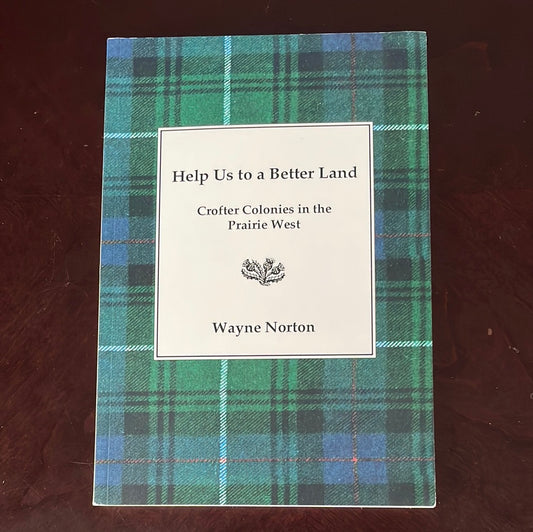 Help Us to a Better Land
Crofter Colonies in the
Prairie West
Wayne Norton